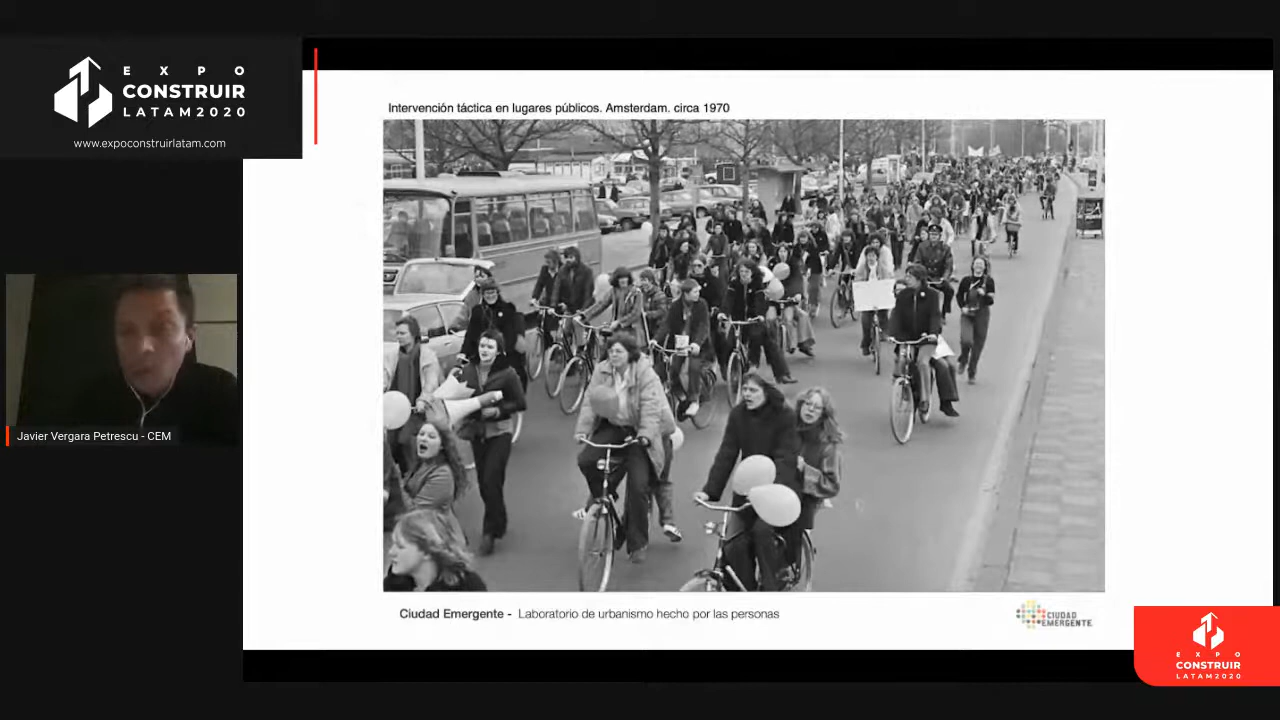 EXPO
CONSTRUIR
LATAM2020
www.expoconstruirlatam.com
Intervención táctica en lugares públicos. Amsterdam. circa 1970
Javier Vergara Petrescu - CEM
Ciudad Emergente - Laboratorio de urbanismo hecho por las personas
CIUDAD
EMERGENTE
EXPO
CONSTRUIR
LATAM2020